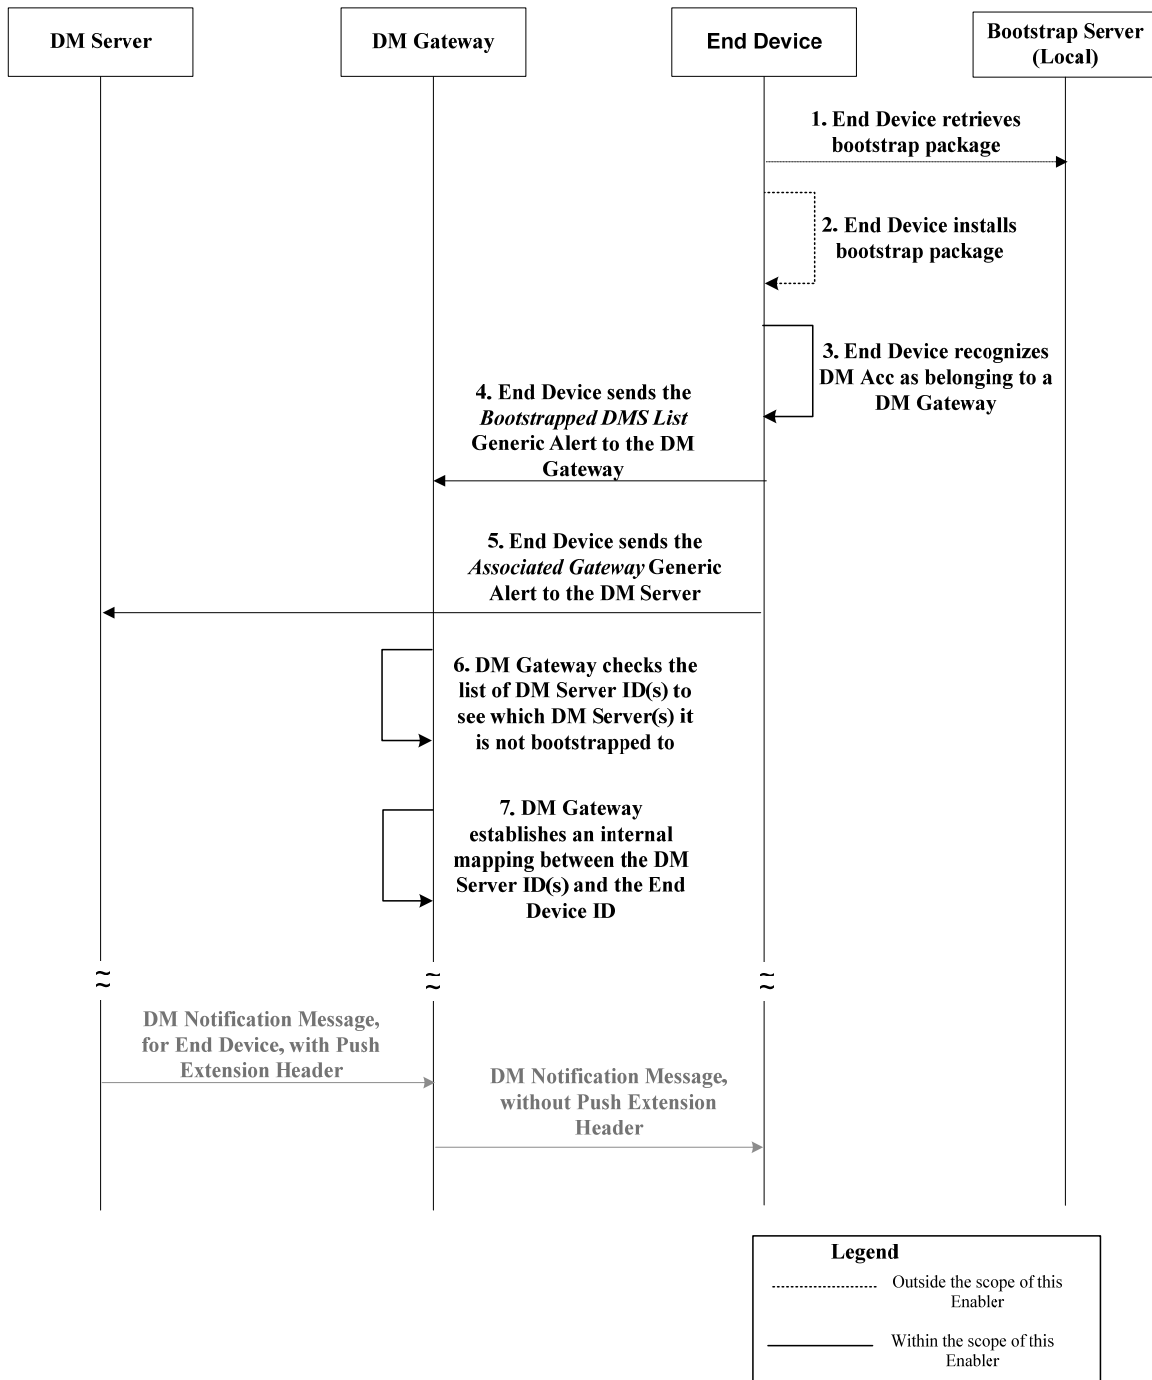 DM Server
DM Gateway
End Device
Bootstrap Server
(Local)
1. End Device retrieves
bootstrap package
2. End Device installs
bootstrap package
3. End Device recognizes
DM Acc as belonging to a
DM Gateway
4. End Device sends the
Bootstrapped DMS List
Generic Alert to the DM
Gateway
5. End Device sends the
Associated Gateway Generic
Alert to the DM Server
6. DM Gateway checks the
list of DM Server ID(s) to
see which DM Server(s) it
is not bootstrapped to
7. DM Gateway
establishes an internal
mapping between the DM
Server ID(s) and the End
Device ID
DM Notification Message,
for End Device, with Push
Extension Header
DM Notification Message,
without Push Extension
Header
Legend
Outside the scope of this
Enabler
Within the scope of this
Enabler